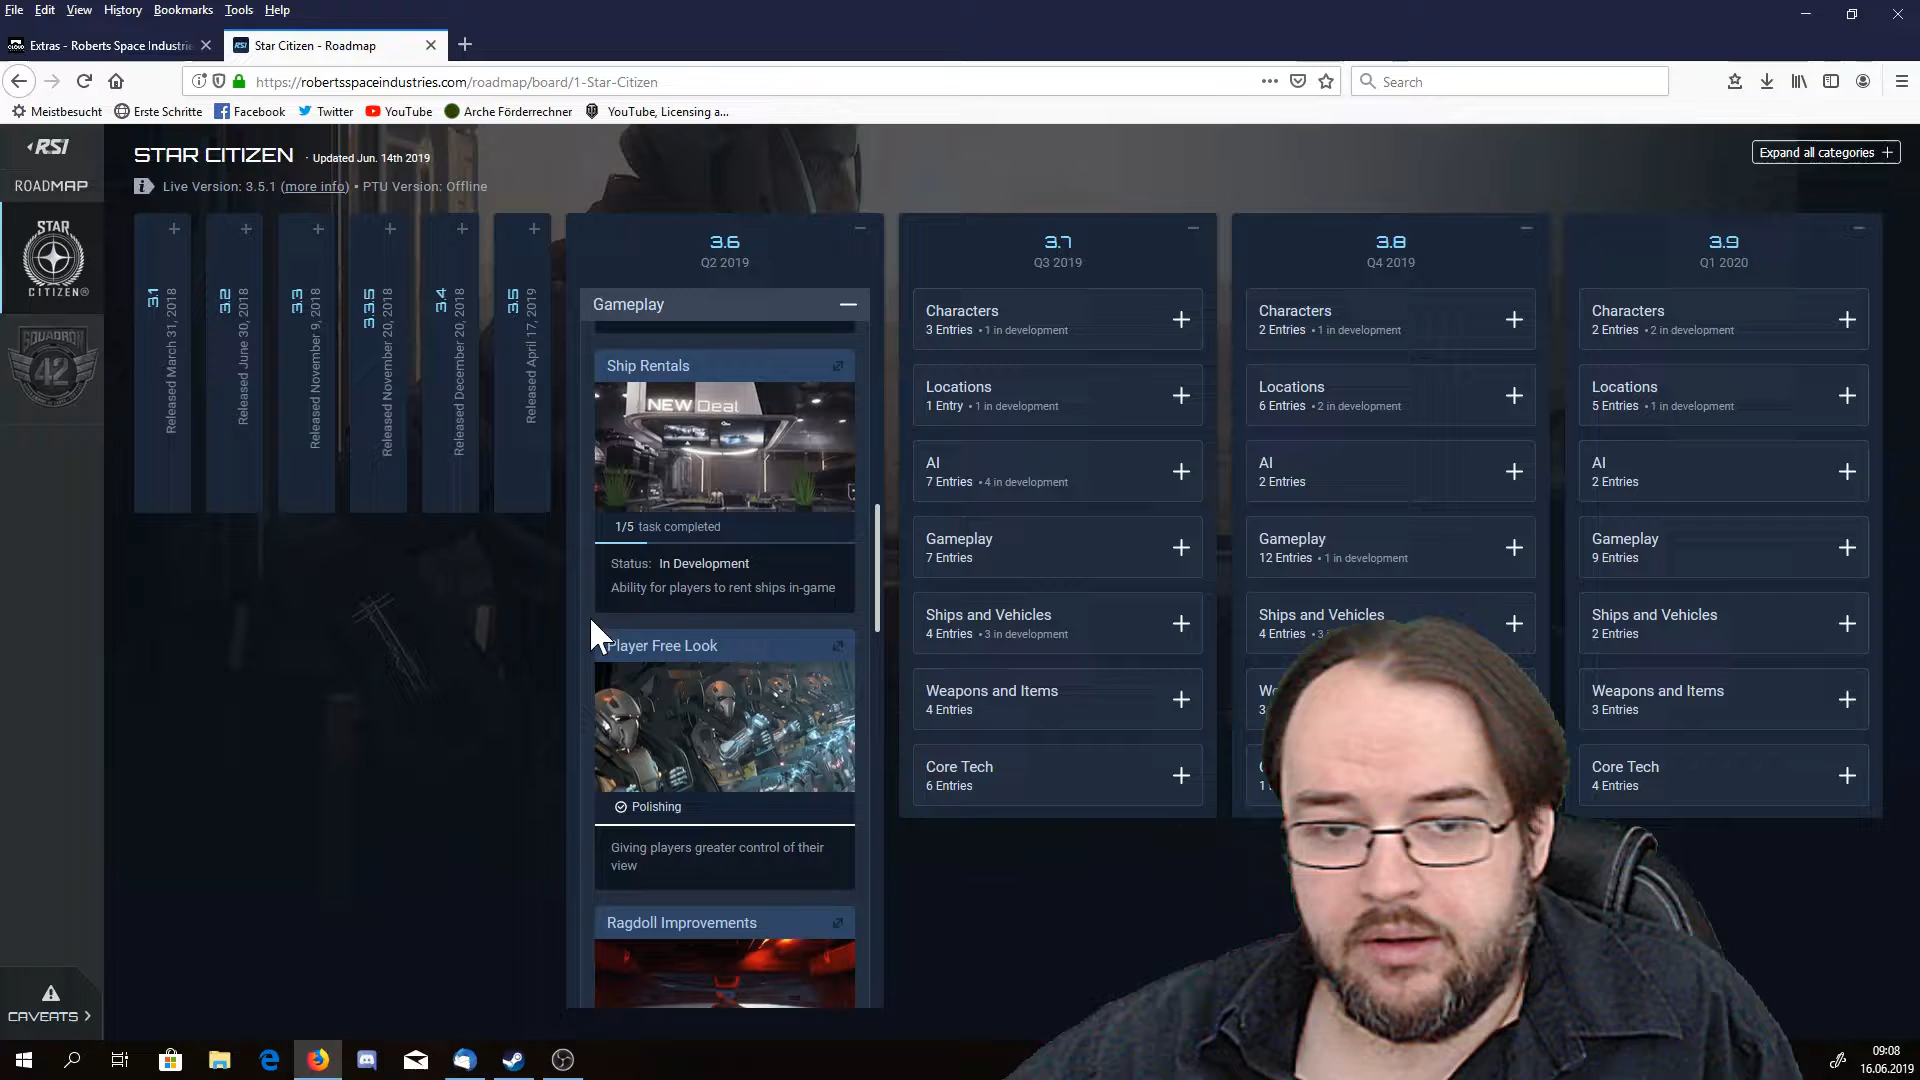 File Edit View History Bookmarks Tools Help
Extras - Roberts Space Industrie
RSI Star Citizen - Roadmap
https://robertsspaceindustries.com/roadmap/board/1-Star-Citizen
Search
Meistbesucht Erste Schritte Facebook Twitter YouTube Arche Förderrechner YouTube, Licensing a...
RSI
ROADMAP
STAR CITIZEN®
SQUADRON 42
CAVEATS
STAR CITIZEN · Updated Jun. 14th 2019
Expand all categories
Live Version: 3.5.1 (more info) • PTU Version: Offline
3.1 Released March 31, 2018
3.2 Released June 30, 2018
3.3 Released November 9, 2018
3.3.5 Released November 20, 2018
3.4 Released December 20, 2018
3.5 Released April 17, 2019
3.6
Q2 2019
Gameplay
Ship Rentals
NEW Deal
1/5 task completed
Status: In Development
Ability for players to rent ships in-game
Player Free Look
Polishing
Giving players greater control of their
view
Ragdoll Improvements
3.7
Q3 2019
Characters
3 Entries • 1 in development
Locations
1 Entry • 1 in development
AI
7 Entries • 4 in development
Gameplay
7 Entries
Ships and Vehicles
4 Entries • 3 in development
Weapons and Items
4 Entries
Core Tech
6 Entries
3.8
Q4 2019
Characters
2 Entries • 1 in development
Locations
6 Entries • 2 in development
AI
2 Entries
Gameplay
12 Entries • 1 in development
Ships and Vehicles
4 Entries • 3
3
1
3.9
Q1 2020
Characters
2 Entries • 2 in development
Locations
5 Entries • 1 in development
AI
2 Entries
Gameplay
9 Entries
Ships and Vehicles
2 Entries
Weapons and Items
3 Entries
Core Tech
4 Entries
09:08
16.06.2019